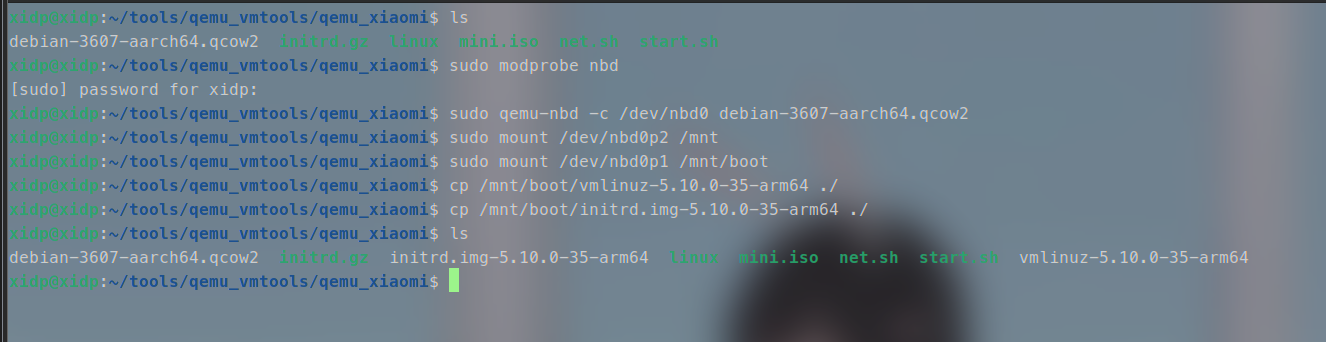 xidp@xidp:~/tools/qemu_vmtools/qemu_xiaomi$ ls
debian-3607-aarch64.qcow2  initrd.gz  linux  mini.iso  net.sh  start.sh
xidp@xidp:~/tools/qemu_vmtools/qemu_xiaomi$ sudo modprobe nbd
[sudo] password for xidp:
xidp@xidp:~/tools/qemu_vmtools/qemu_xiaomi$ sudo qemu-nbd -c /dev/nbd0 debian-3607-aarch64.qcow2
xidp@xidp:~/tools/qemu_vmtools/qemu_xiaomi$ sudo mount /dev/nbd0p2 /mnt
xidp@xidp:~/tools/qemu_vmtools/qemu_xiaomi$ sudo mount /dev/nbd0p1 /mnt/boot
xidp@xidp:~/tools/qemu_vmtools/qemu_xiaomi$ cp /mnt/boot/vmlinuz-5.10.0-35-arm64 ./
xidp@xidp:~/tools/qemu_vmtools/qemu_xiaomi$ cp /mnt/boot/initrd.img-5.10.0-35-arm64 ./
xidp@xidp:~/tools/qemu_vmtools/qemu_xiaomi$ ls
debian-3607-aarch64.qcow2  initrd.gz  initrd.img-5.10.0-35-arm64  linux  mini.iso  net.sh  start.sh  vmlinuz-5.10.0-35-arm64
xidp@xidp:~/tools/qemu_vmtools/qemu_xiaomi$